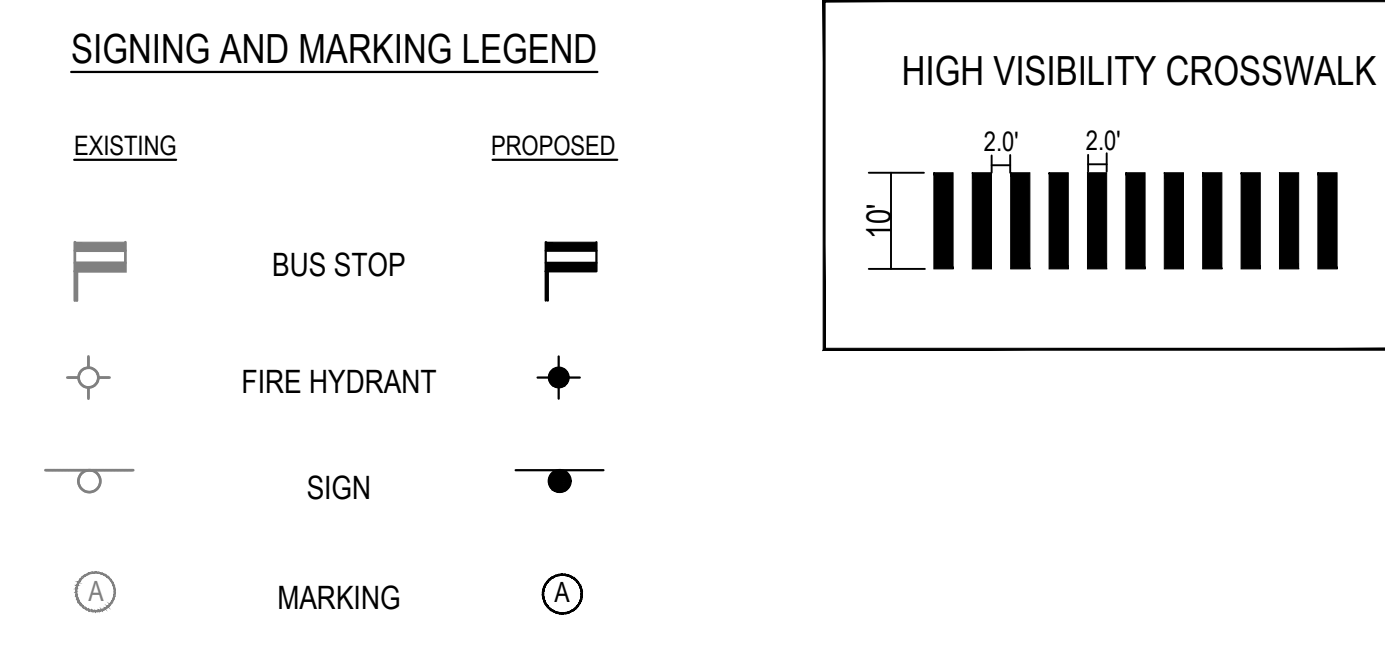 SIGNING AND MARKING LEGEND
EXISTING
PROPOSED
BUS STOP
FIRE HYDRANT
SIGN
A
MARKING
A
HIGH VISIBILITY CROSSWALK
2.0'
2.0'
10'